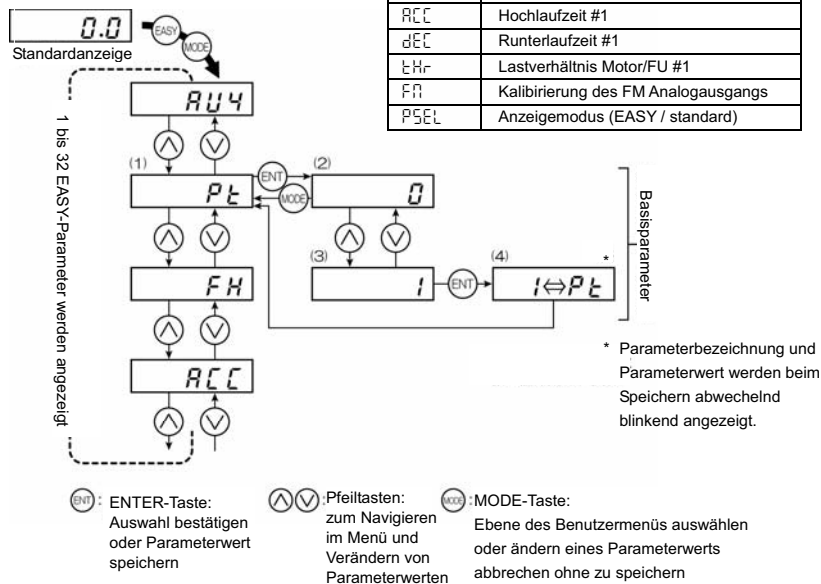 ACC Hochlaufzeit #1
dEC Runterlaufzeit #1
tHr Lastverhältnis Motor/FU #1
FM Kalibirierung des FM Analogausgangs
PSEL Anzeigemodus (EASY / standard)
0.0
EASY
MODE
Standardanzeige
AU4
1 bis 32 EASY-Parameter werden angezeigt
(1)
Pt
ENT
MODE
(2)
0
(3)
1
ENT
(4)
*
1⇔Pt
Basisparameter
FH
ACC
* Parameterbezeichnung und
Parameterwert werden beim
Speichern abwechelnd
blinkend angezeigt.
ENT : ENTER-Taste:
Auswahl bestätigen
oder Parameterwert
speichern
:Pfeiltasten:
zum Navigieren
im Menü und
Verändern von
Parameterwerten
MODE :MODE-Taste:
Ebene des Benutzermenüs auswählen
oder ändern eines Parameterwerts
abbrechen ohne zu speichern